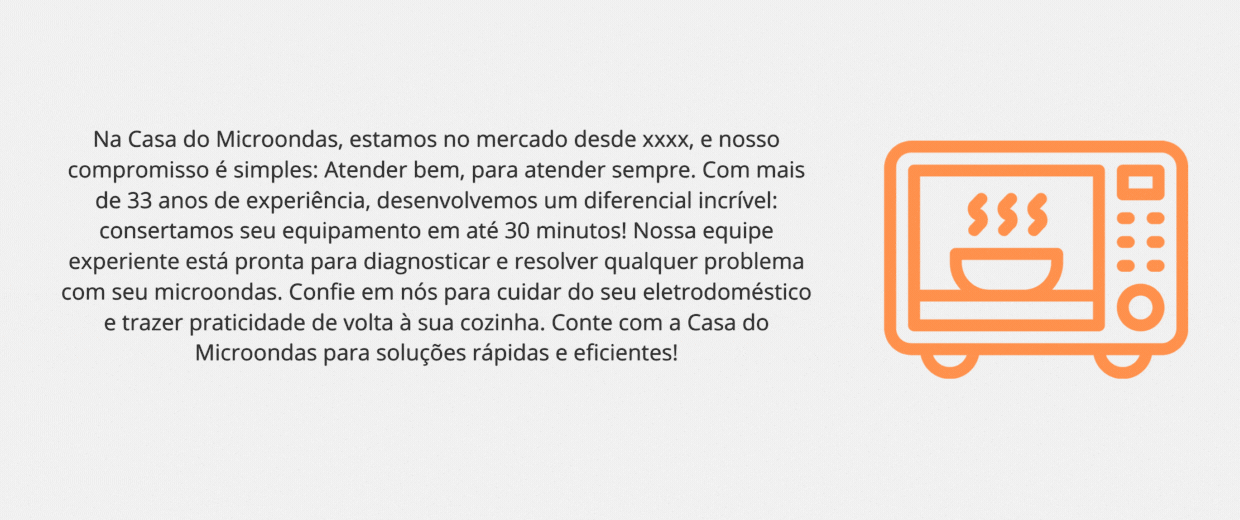 Na Casa do Microondas, estamos no mercado desde xxxx, e nosso
compromisso é simples: Atender bem, para atender sempre. Com mais
de 33 anos de experiência, desenvolvemos um diferencial incrível:
consertamos seu equipamento em até 30 minutos! Nossa equipe
experiente está pronta para diagnosticar e resolver qualquer problema
com seu microondas. Confie em nós para cuidar do seu eletrodoméstico
e trazer praticidade de volta à sua cozinha. Conte com a Casa do
Microondas para soluções rápidas e eficientes!